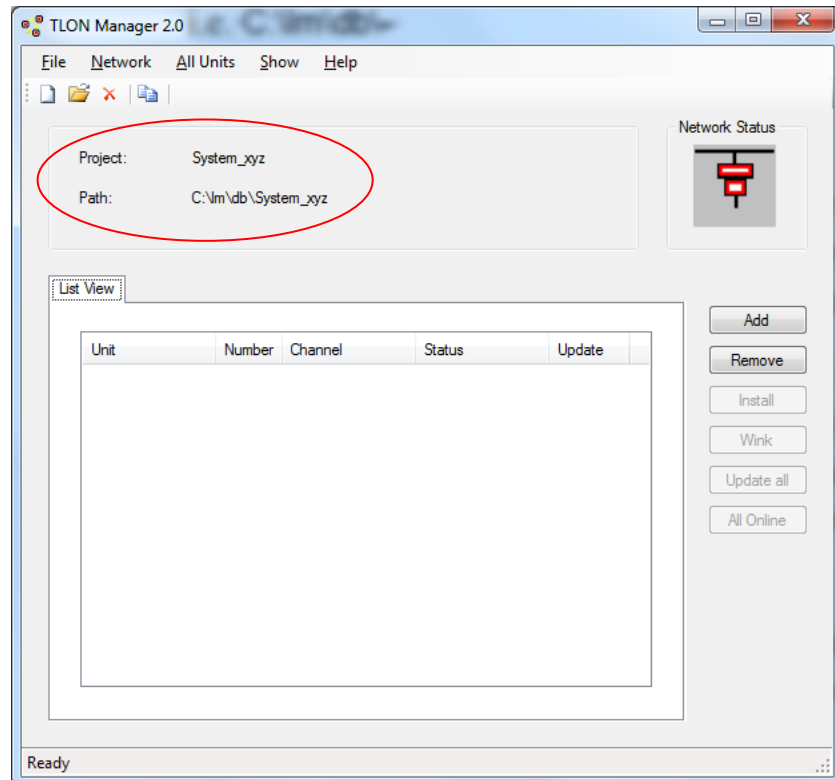 TLON Manager 2.0
File Network All Units Show Help
Network Status
Project: System_xyz
Path: C:\lm\db\System_xyz
List View
Unit Number Channel Status Update
Add
Remove
Install
Wink
Update all
All Online
Ready